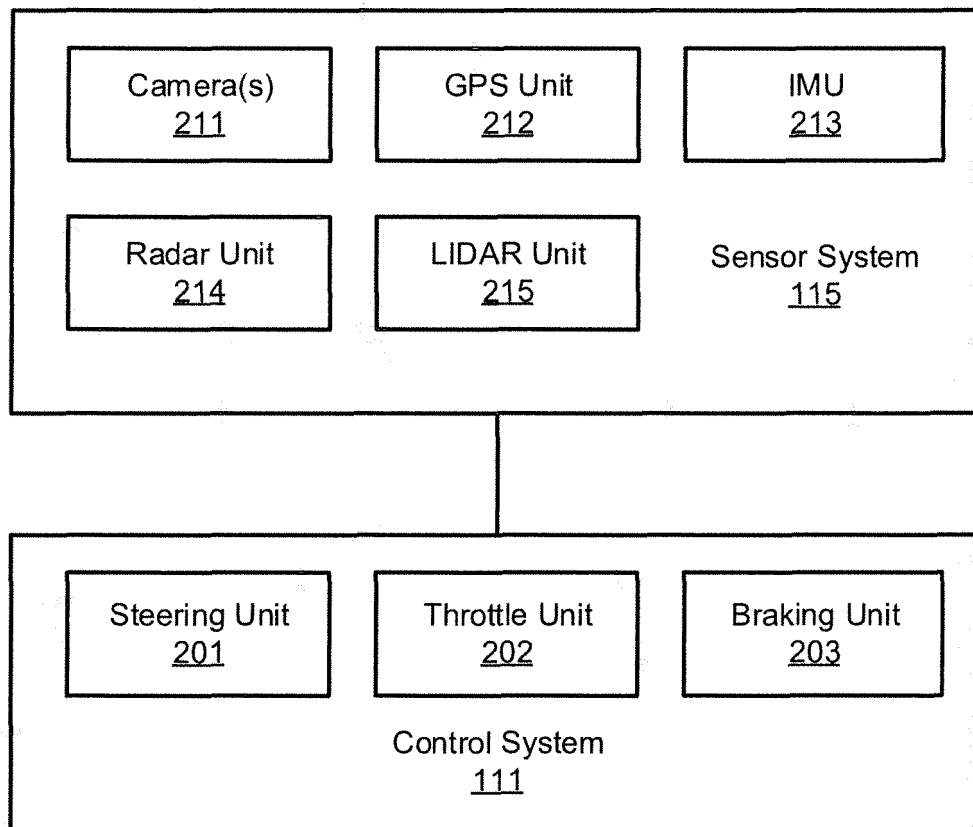 Camera(s)
211
GPS Unit
212
IMU
213
Radar Unit
214
LIDAR Unit
215
Sensor System
115
Steering Unit
201
Throttle Unit
202
Braking Unit
203
Control System
111